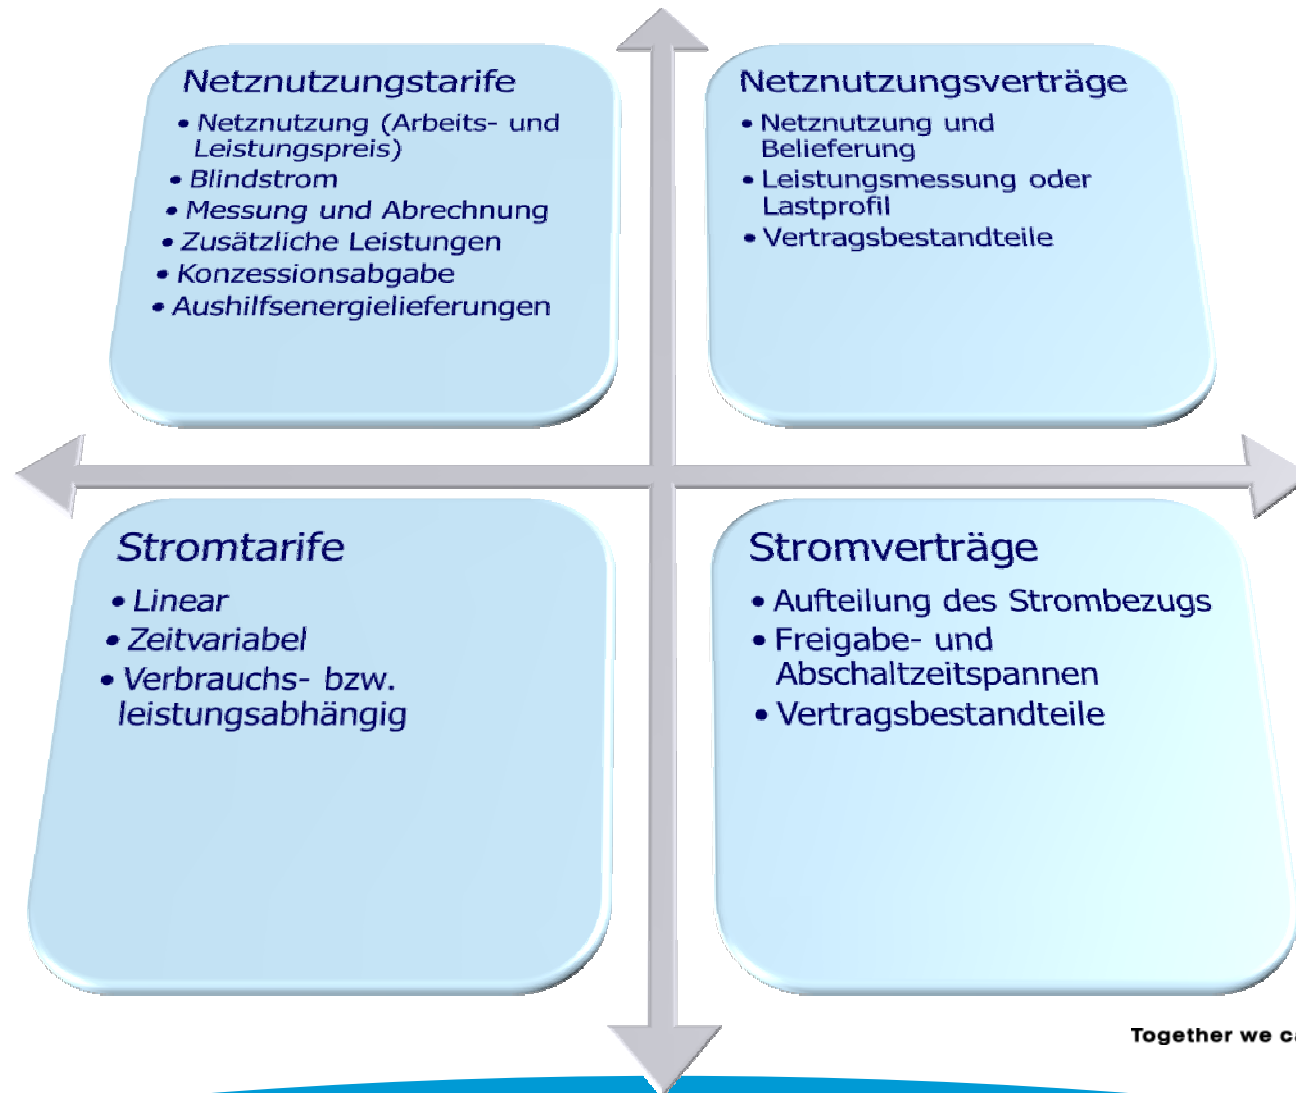 Netznutzungstarife
• Netznutzung (Arbeits- und
Leistungspreis)
• Blindstrom
• Messung und Abrechnung
• Zusätzliche Leistungen
• Konzessionsabgabe
• Aushilfsenergielieferungen
Netznutzungsverträge
• Netznutzung und
Belieferung
• Leistungsmessung oder
Lastprofil
• Vertragsbestandteile
Stromtarife
• Linear
• Zeitvariabel
• Verbrauchs- bzw.
leistungsabhängig
Stromverträge
• Aufteilung des Strombezugs
• Freigabe- und
Abschaltzeitspannen
• Vertragsbestandteile
Together we